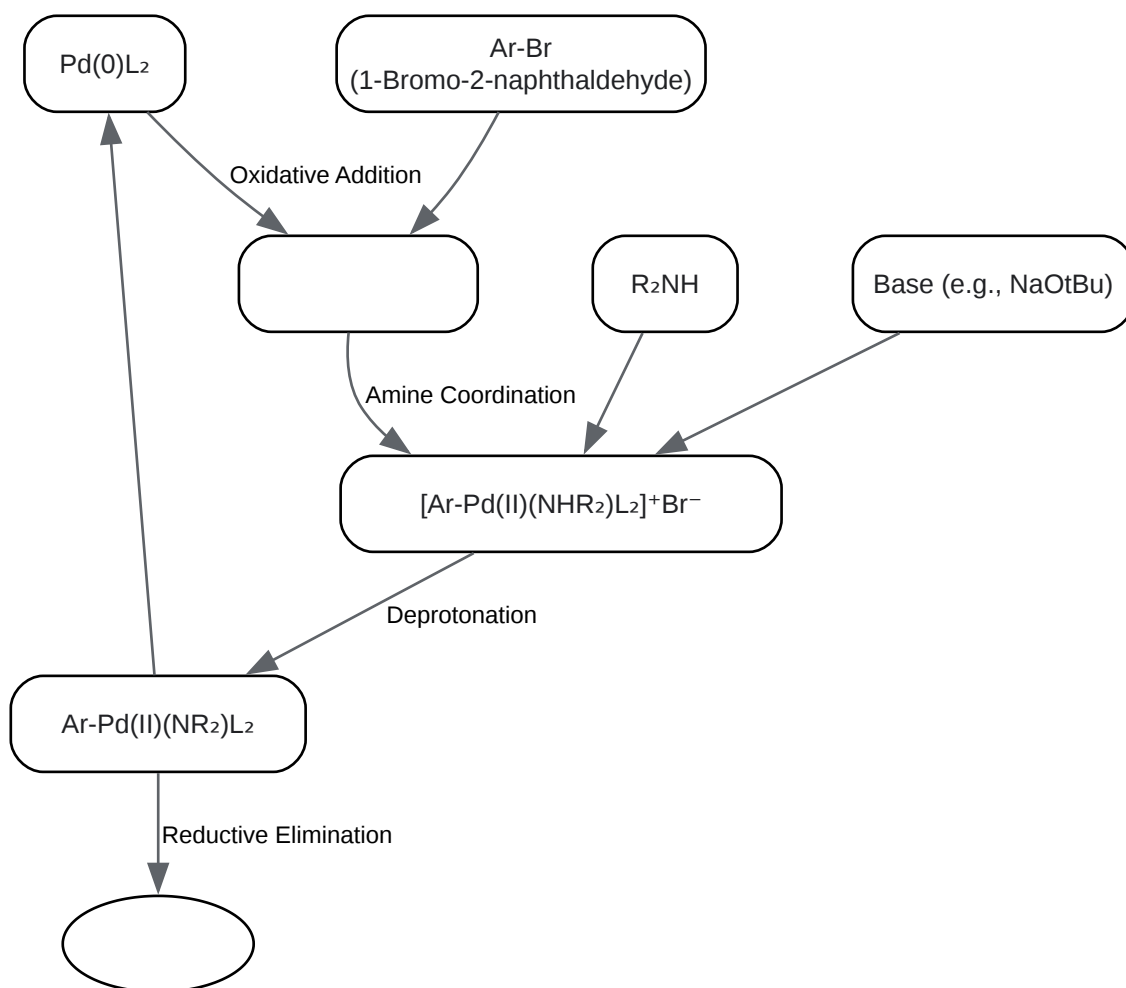 Pd(0)L₂
Ar-Br
(1-Bromo-2-naphthaldehyde)
Oxidative Addition
R₂NH
Base (e.g., NaOtBu)
Amine Coordination
[Ar-Pd(II)(NHR₂)L₂]⁺Br⁻
Deprotonation
Ar-Pd(II)(NR₂)L₂
Reductive Elimination